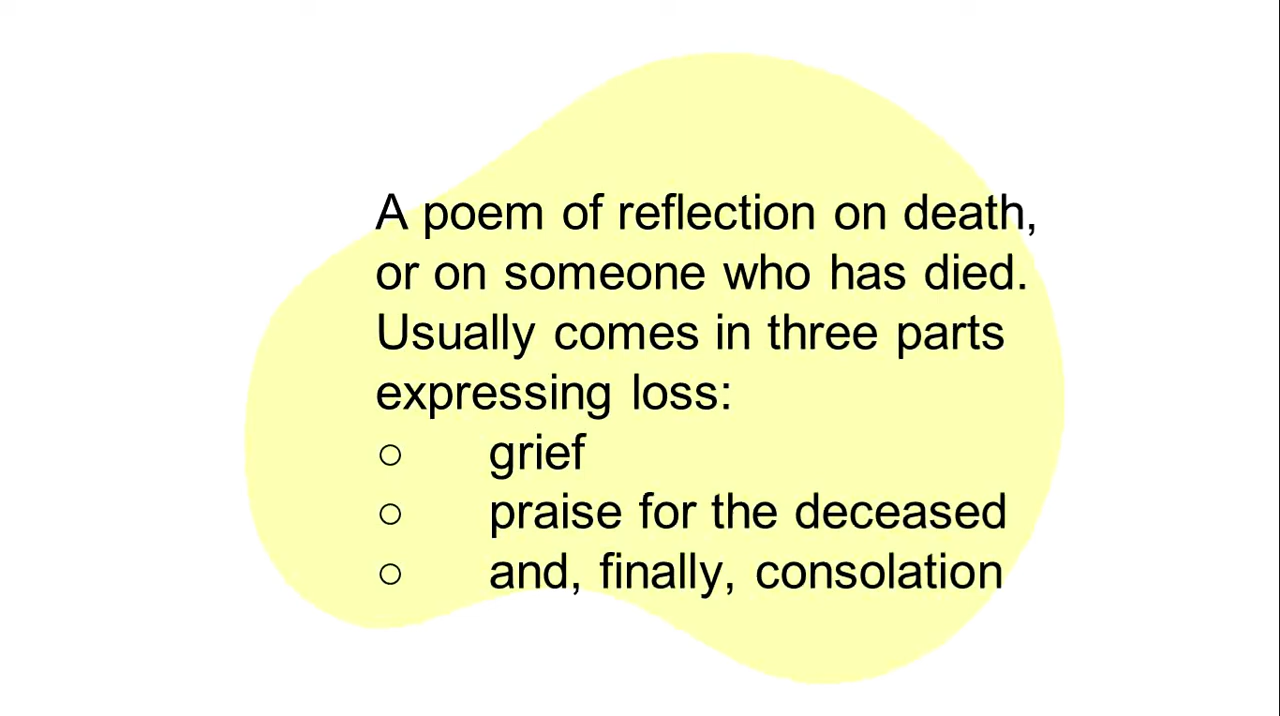 A poem of reflection on death,
or on someone who has died.
Usually comes in three parts
expressing loss:
○ grief
○ praise for the deceased
○ and, finally, consolation